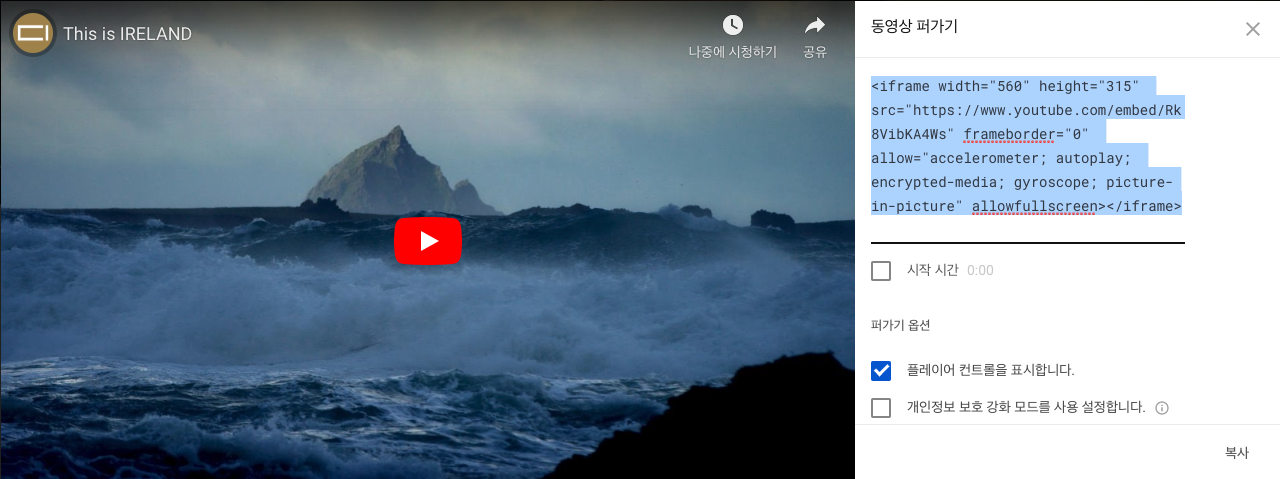 This is IRELAND
나중에 시청하기
공유
동영상 퍼가기
<iframe width="560" height="315"
src="https://www.youtube.com/embed/Rk
8VibKA4Ws" frameborder="0"
allow="accelerometer; autoplay;
encrypted-media; gyroscope; picture-
in-picture" allowfullscreen></iframe>
시작 시간 0:00
퍼가기 옵션
플레이어 컨트롤을 표시합니다.
개인정보 보호 강화 모드를 사용 설정합니다.
복사